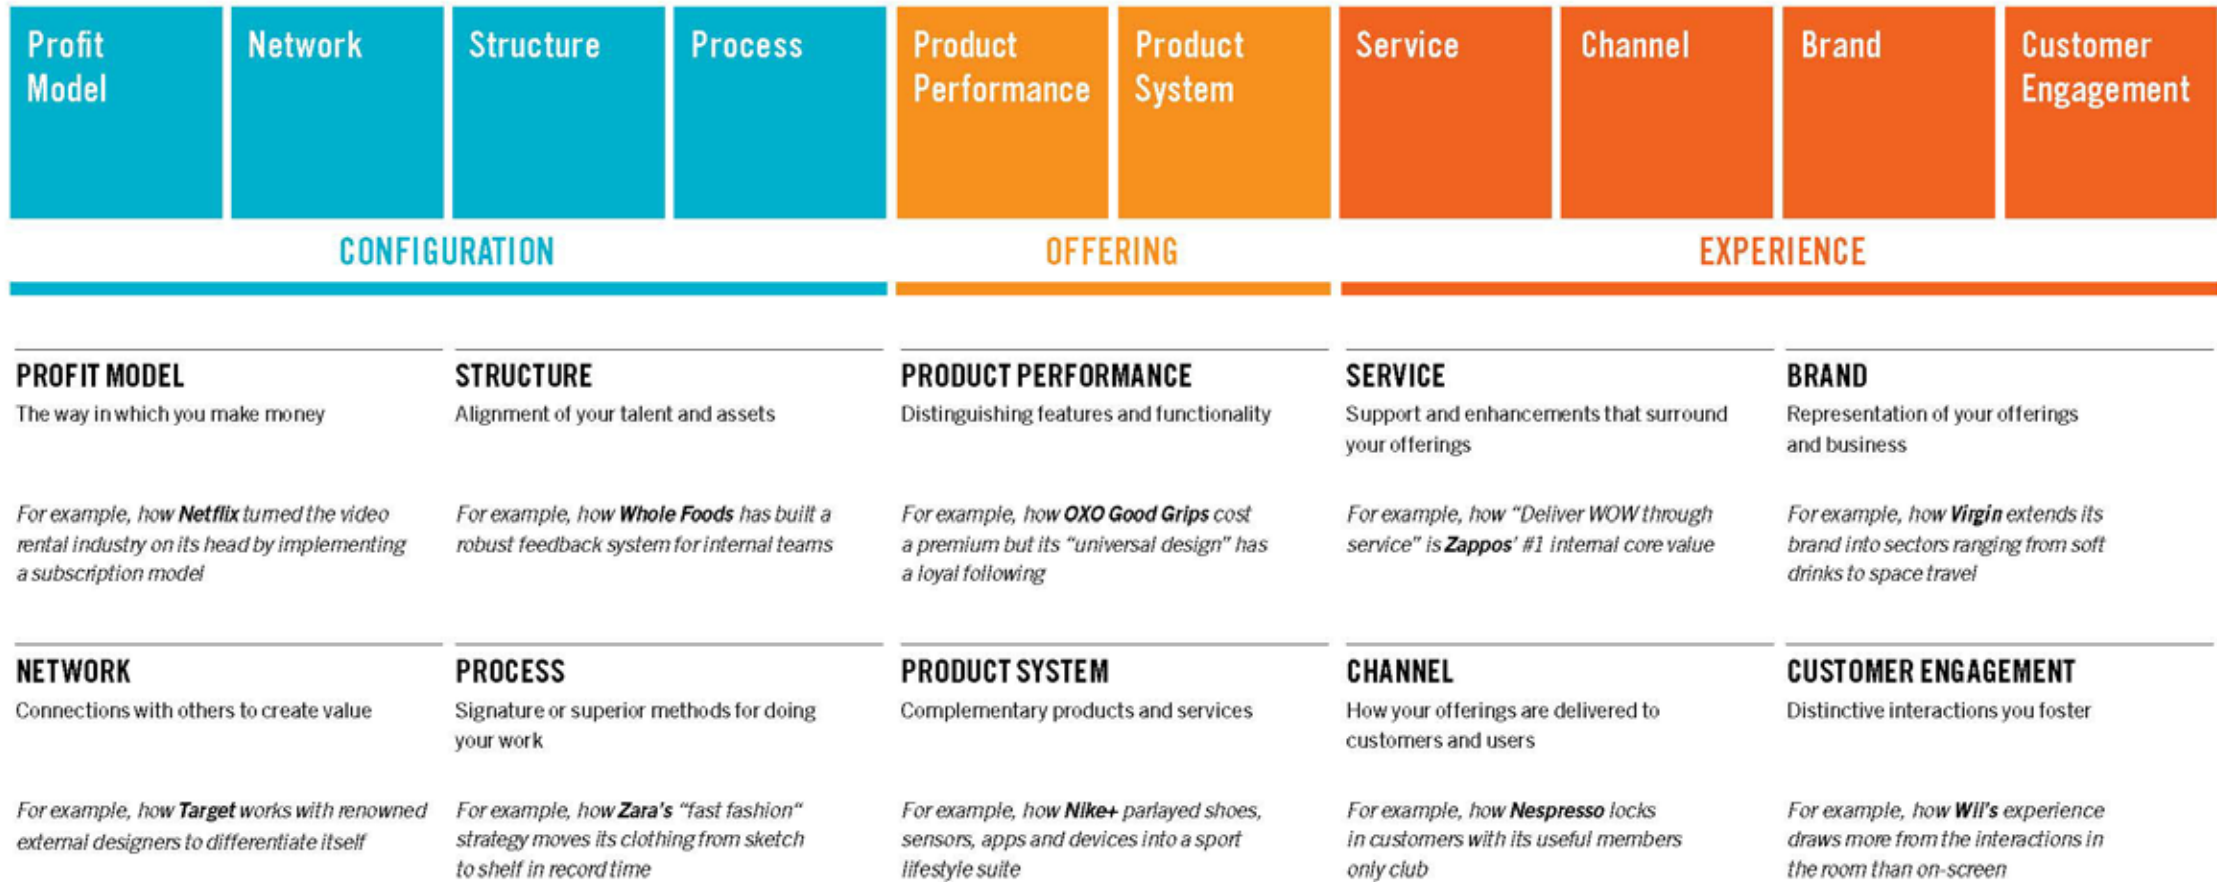 Profit
Model
Network
Structure
Process
Product
Performance
Product
System
Service
Channel
Brand
Customer
Engagement
CONFIGURATION
OFFERING
EXPERIENCE
PROFIT MODEL
The way in which you make money
For example, how Netflix turned the video
rental industry on its head by implementing
a subscription model
STRUCTURE
Alignment of your talent and assets
For example, how Whole Foods has built a
robust feedback system for internal teams
PRODUCT PERFORMANCE
Distinguishing features and functionality
For example, how OXO Good Grips cost
a premium but its “universal design” has
a loyal following
SERVICE
Support and enhancements that surround
your offerings
For example, how “Deliver WOW through
service” is Zappos’ #1 internal core value
BRAND
Representation of your offerings
and business
For example, how Virgin extends its
brand into sectors ranging from soft
drinks to space travel
NETWORK
Connections with others to create value
For example, how Target works with renowned
external designers to differentiate itself
PROCESS
Signature or superior methods for doing
your work
For example, how Zara’s “fast fashion“
strategy moves its clothing from sketch
to shelf in record time
PRODUCT SYSTEM
Complementary products and services
For example, how Nike+ parlayed shoes,
sensors, apps and devices into a sport
lifestyle suite
CHANNEL
How your offerings are delivered to
customers and users
For example, how Nespresso locks
in customers with its useful members
only club
CUSTOMER ENGAGEMENT
Distinctive interactions you foster
For example, how Wii’s experience
draws more from the interactions in
the room than on-screen